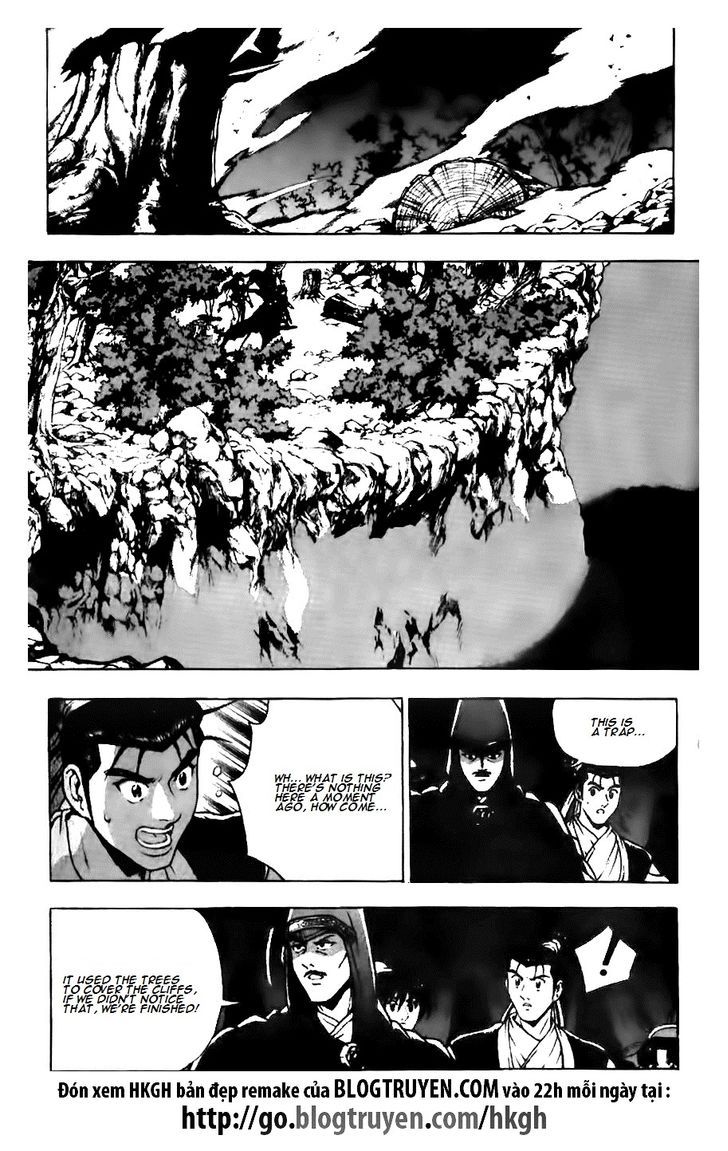 THIS IS
A TRAP...
WH... WHAT IS THIS?
THERE'S NOTHING
HERE A MOMENT
AGO, HOW COME...
IT USED THE TREES
TO COVER THE CLIFFS,
IF WE DIDN'T NOTICE
THAT, WE'RE FINISHED!
!
Đón xem HKGH bản đẹp remake của BLOGTRUYEN.COM vào 22h mỗi ngày tại :
http://go.blogtruyen.com/hkgh